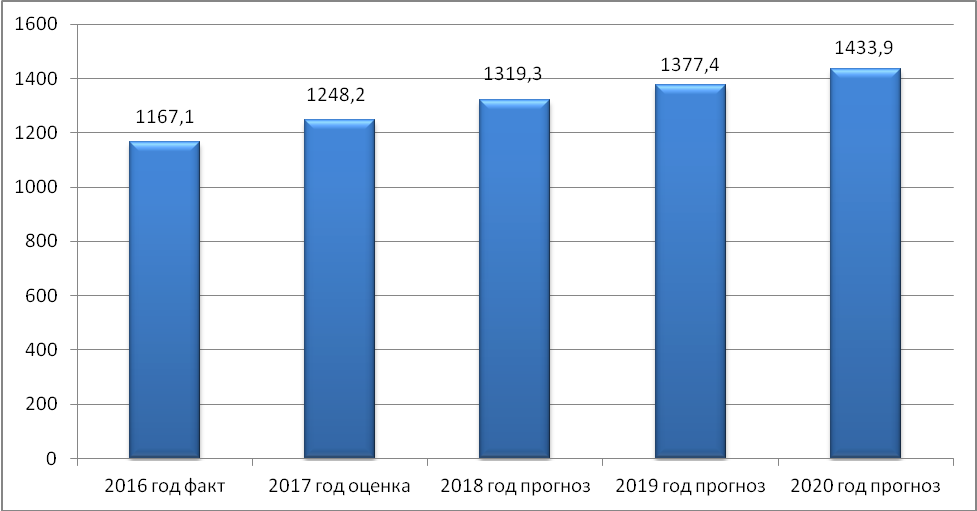 1600
1400
1200
1000
800
600
400
200
0
1167,1
1248,2
1319,3
1377,4
1433,9
2016 год факт
2017 год оценка
2018 год прогноз
2019 год прогноз
2020 год прогноз